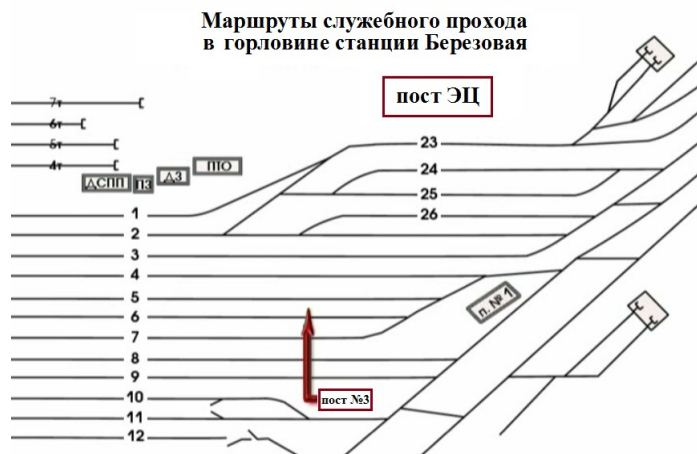 Маршруты служебного прохода
в горловине станции Березовая
пост ЭЦ
7т
6т
5т
4т
ДСПП
ПЗ
ДЗ
ПТО
23
24
25
26
1
2
3
4
5
6
7
8
9
10
11
12
п. № 1
пост №3